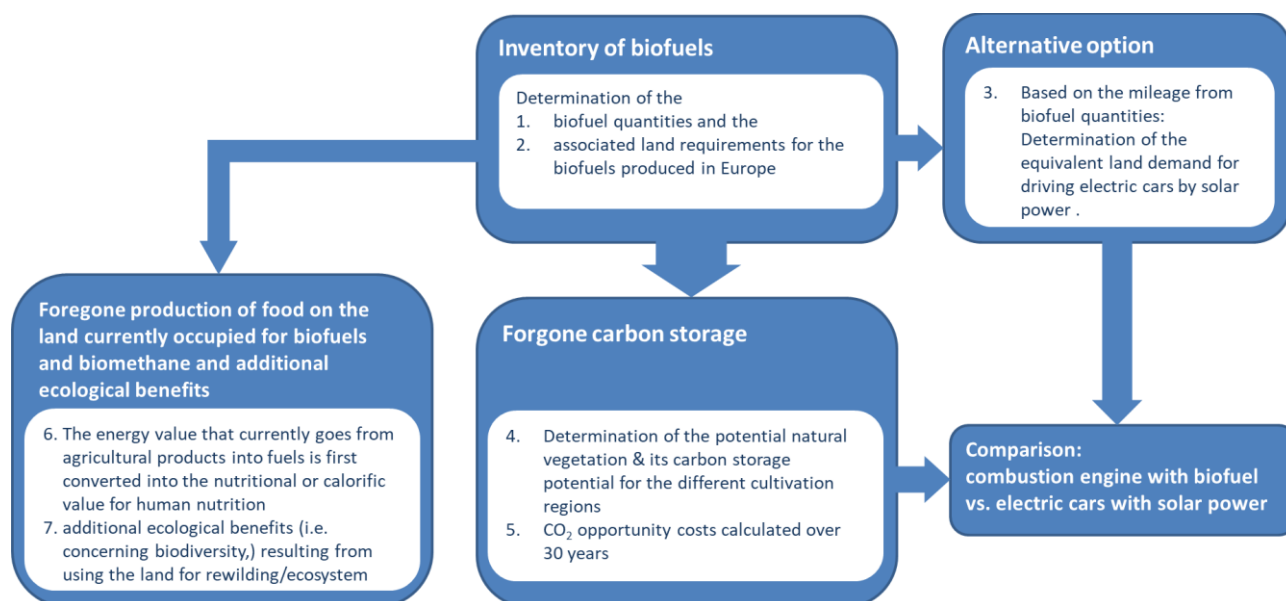 Inventory of biofuels
Determination of the
1. biofuel quantities and the
2. associated land requirements for the
biofuels produced in Europe
Alternative option
3. Based on the mileage from
biofuel quantities:
Determination of the
equivalent land demand for
driving electric cars by solar
power .
Foregone production of food on the
land currently occupied for biofuels
and biomethane and additional
ecological benefits
6. The energy value that currently goes from
agricultural products into fuels is first
converted into the nutritional or calorific
value for human nutrition
7. additional ecological benefits (i.e.
concerning biodiversity,) resulting from
using the land for rewilding/ecosystem
Forgone carbon storage
4. Determination of the potential natural
vegetation & its carbon storage
potential for the different cultivation
regions
5. CO₂ opportunity costs calculated over
30 years
Comparison:
combustion engine with biofuel
vs. electric cars with solar power